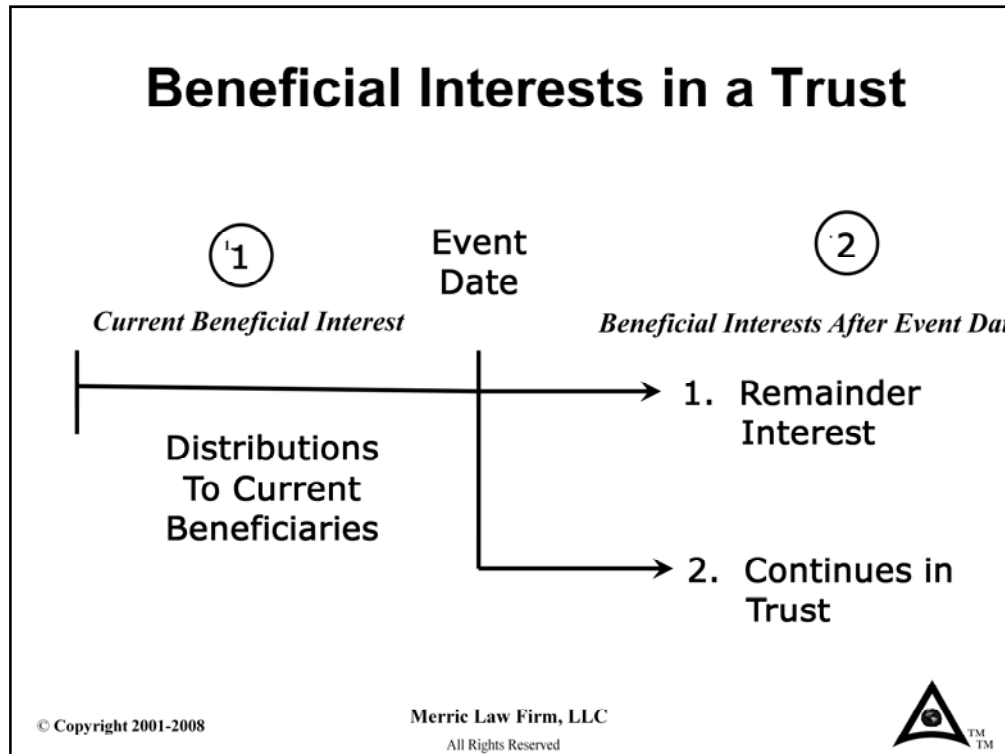 Beneficial Interests in a Trust
1
Event
Date
2
Current Beneficial Interest
Beneficial Interests After Event Dat
1. Remainder
Interest
Distributions
To Current
Beneficiaries
2. Continues in
Trust
© Copyright 2001-2008
Merric Law Firm, LLC
All Rights Reserved
TM
TM